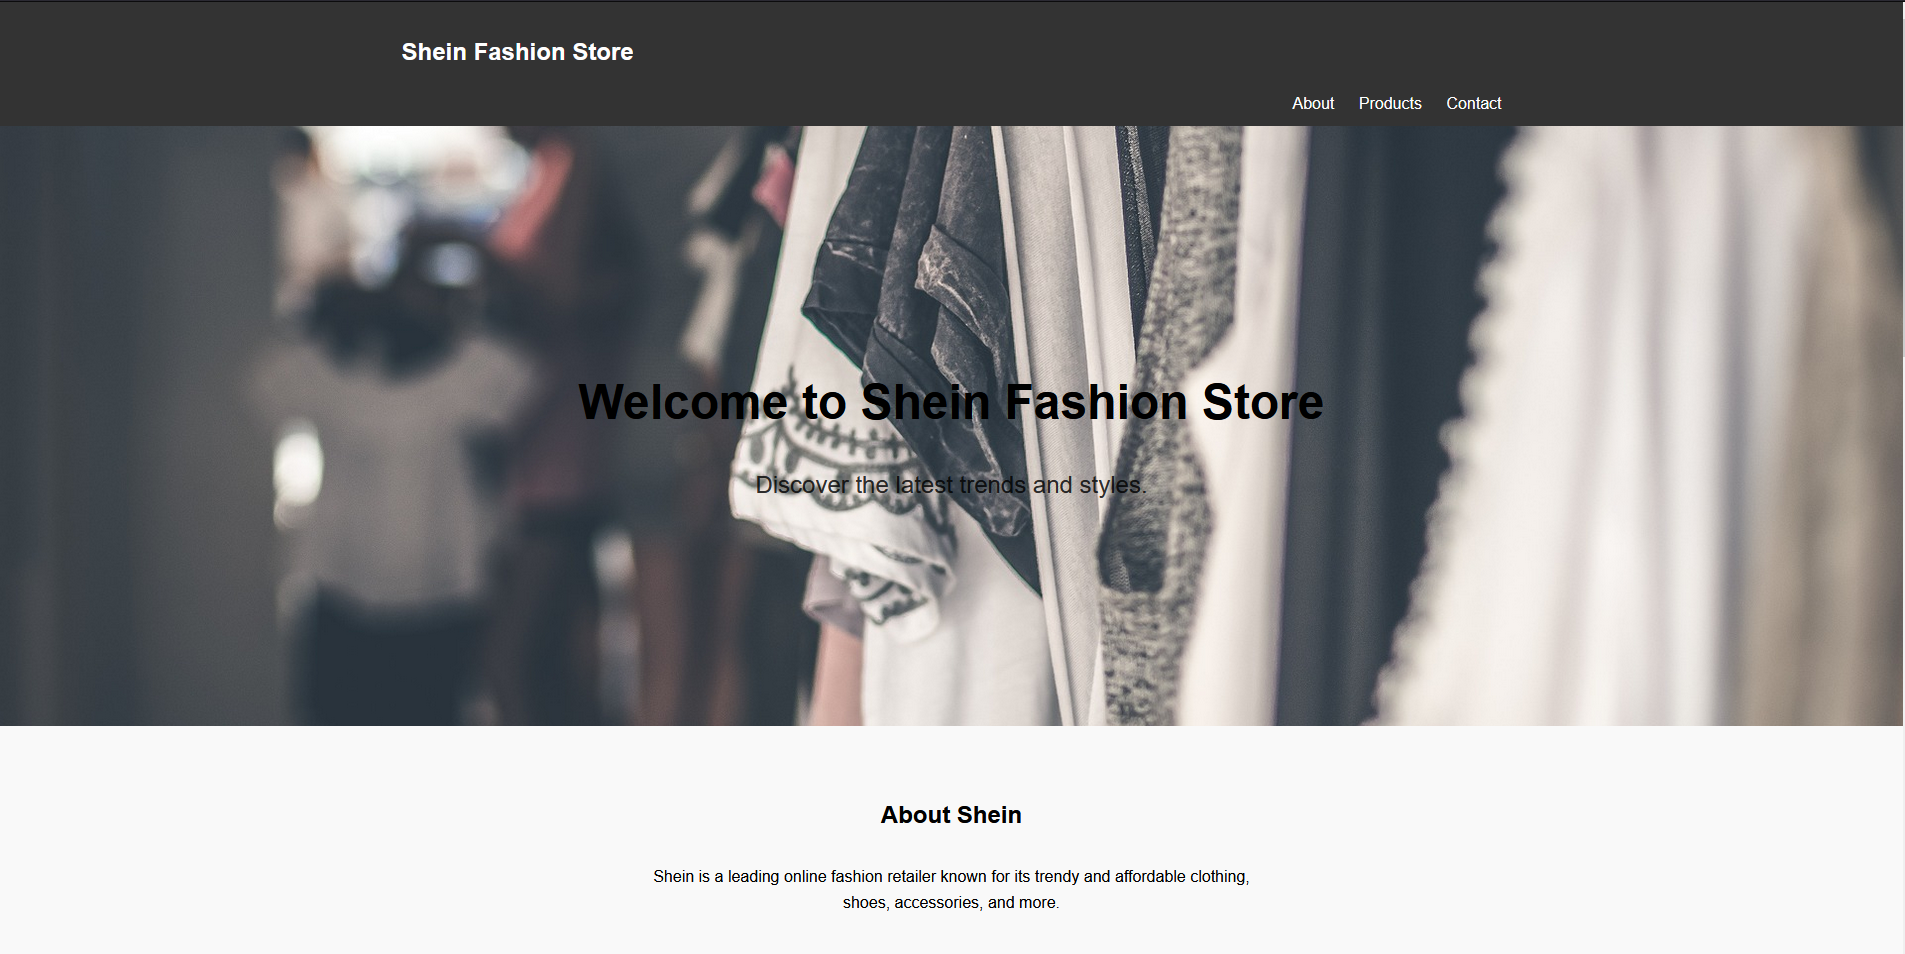 Shein Fashion Store
About Products Contact
Welcome to Shein Fashion Store
Discover the latest trends and styles.
About Shein
Shein is a leading online fashion retailer known for its trendy and affordable clothing,
shoes, accessories, and more.